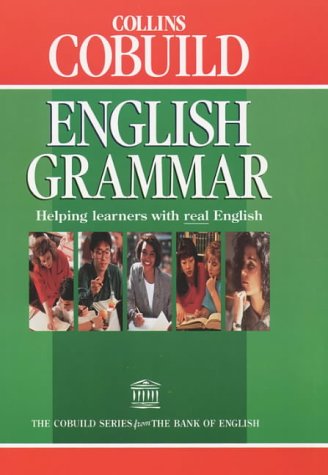 COLLINS
COBUILD
ENGLISH
GRAMMAR
Helping learners with real English
THE COBUILD SERIES from THE BANK OF ENGLISH